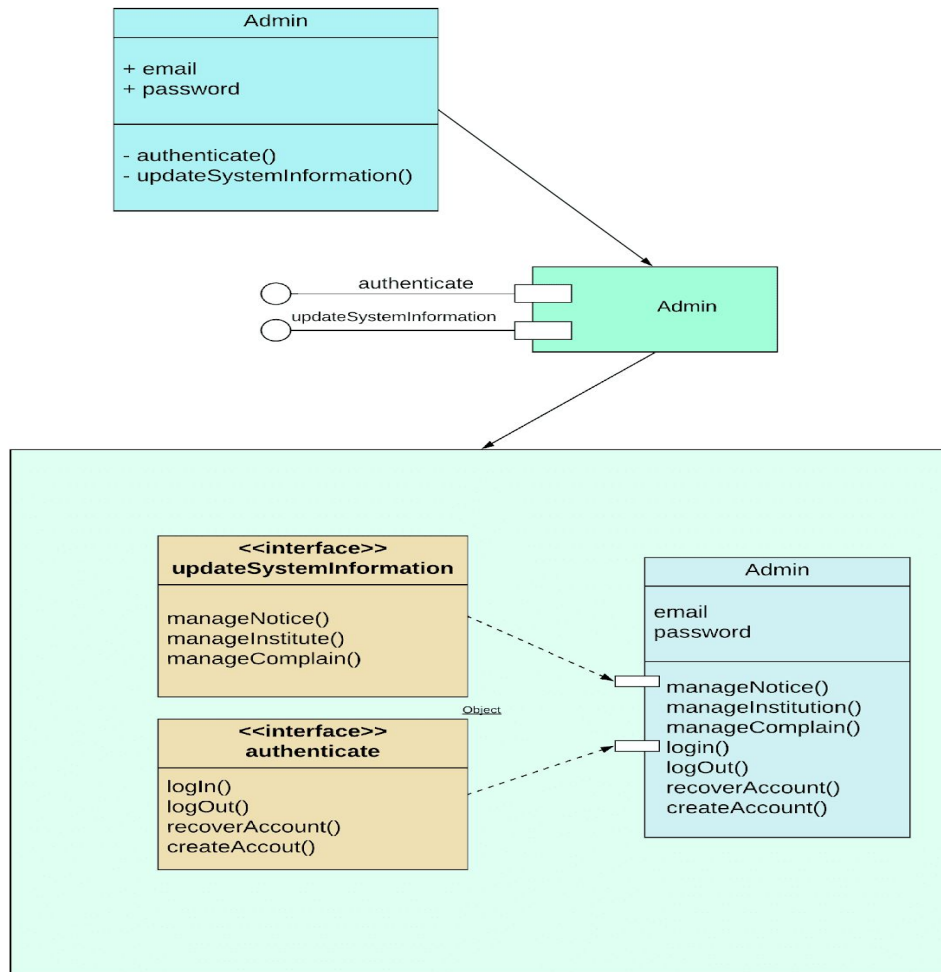 Admin
+ email
+ password
- authenticate()
- updateSystemInformation()
authenticate
updateSystemInformation
Admin
<<interface>>
updateSystemInformation
manageNotice()
manageInstitute()
manageComplain()
Object
<<interface>>
authenticate
logIn()
logOut()
recoverAccount()
createAccout()
Admin
email
password
manageNotice()
manageInstitution()
manageComplain()
login()
logOut()
recoverAccount()
createAccount()